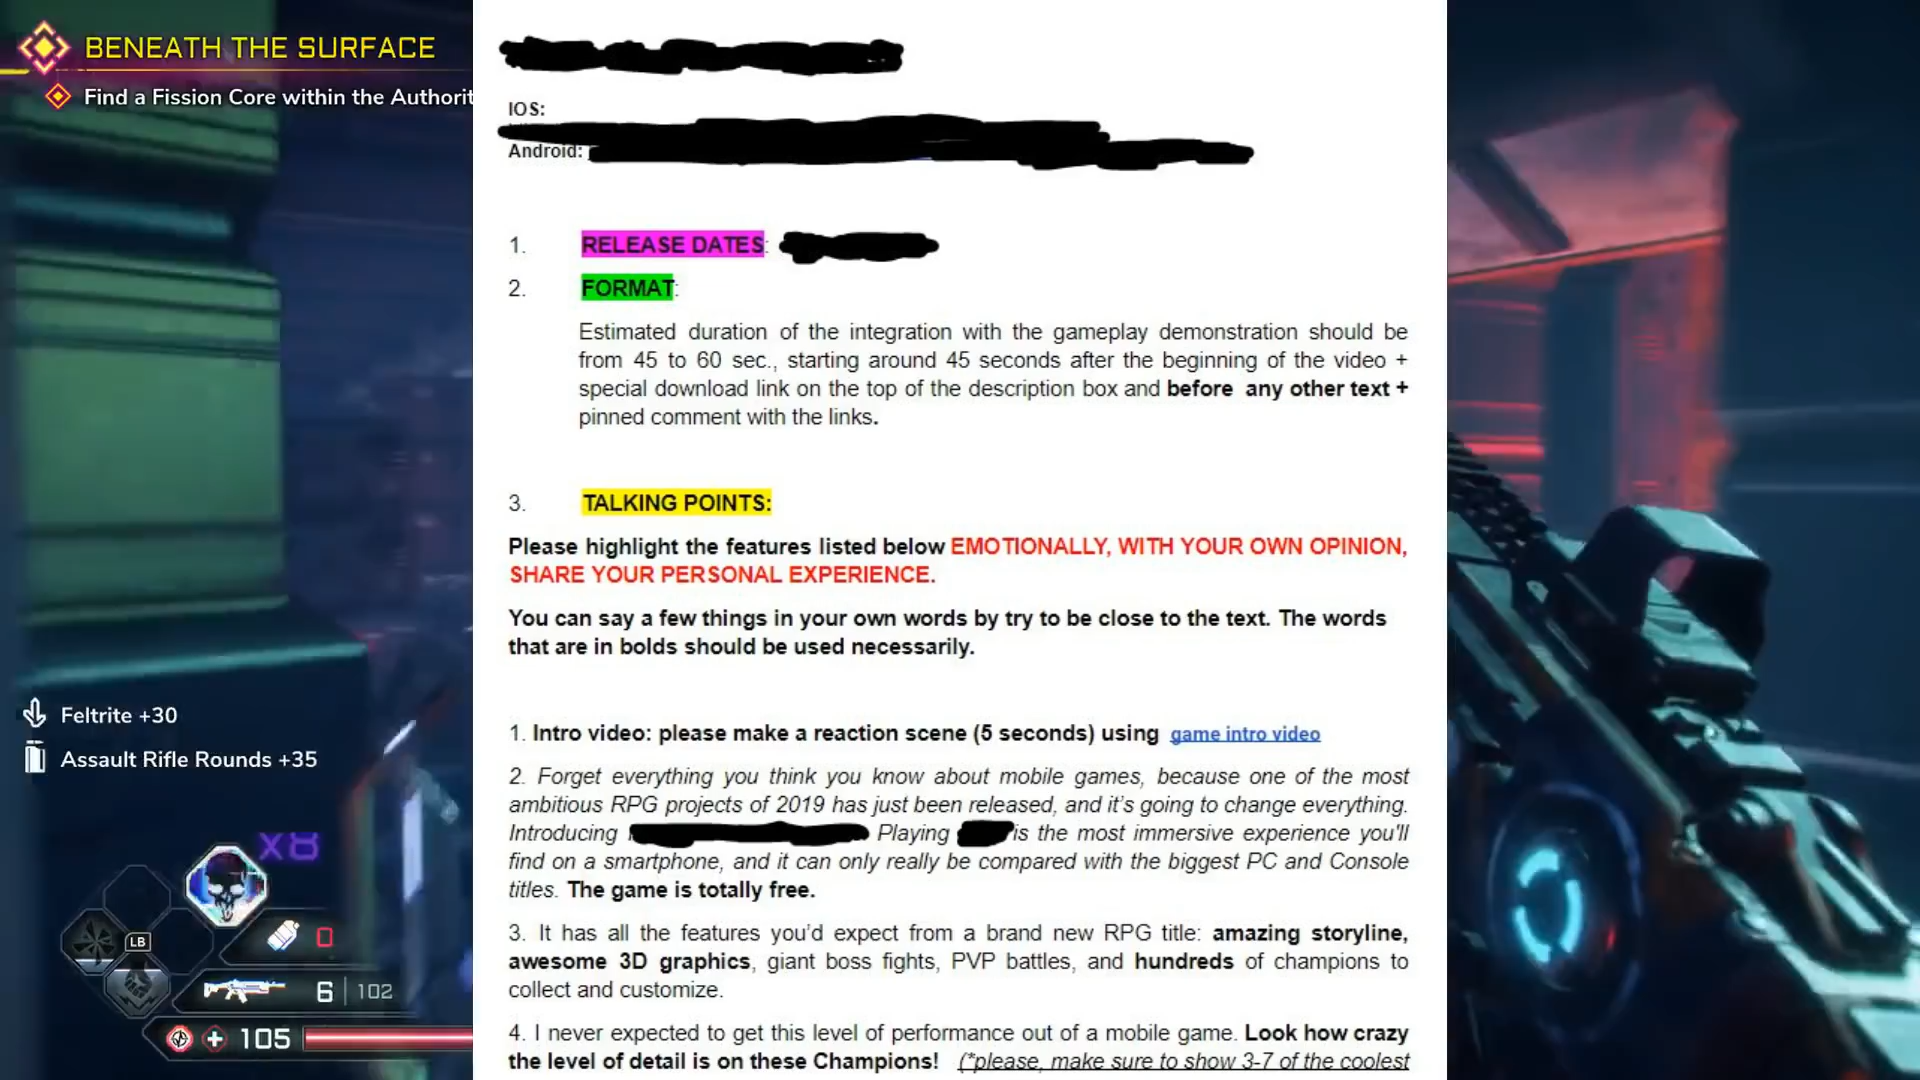 BENEATH THE SURFACE
Find a Fission Core within the
IOS:
Android:
1. RELEASE DATES:
2. FORMAT:
Estimated duration of the integration with the gameplay demonstration should be
from 45 to 60 sec., starting around 45 seconds after the beginning of the video +
special download link on the top of the description box and before any other text +
pinned comment with the links.
3. TALKING POINTS:
Please highlight the features listed below EMOTIONALLY, WITH YOUR OWN OPINION,
SHARE YOUR PERSONAL EXPERIENCE.
You can say a few things in your own words by try to be close to the text. The words
that are in bolds should be used necessarily.
1. Intro video: please make a reaction scene (5 seconds) using game intro video
2. Forget everything you think you know about mobile games, because one of the most
ambitious RPG projects of 2019 has just been released, and it's going to change everything.
Introducing Playing is the most immersive experience you'll
find on a smartphone, and it can only really be compared with the biggest PC and Console
titles. The game is totally free.
3. It has all the features you'd expect from a brand new RPG title: amazing storyline,
awesome 3D graphics, giant boss fights, PVP battles, and hundreds of champions to
collect and customize.
4. I never expected to get this level of performance out of a mobile game. Look how crazy
the level of detail is on these Champions! (*please, make sure to show 3-7 of the coolest
Feltrite +30
Assault Rifle Rounds +35
X8
LB
0
6 | 102
105